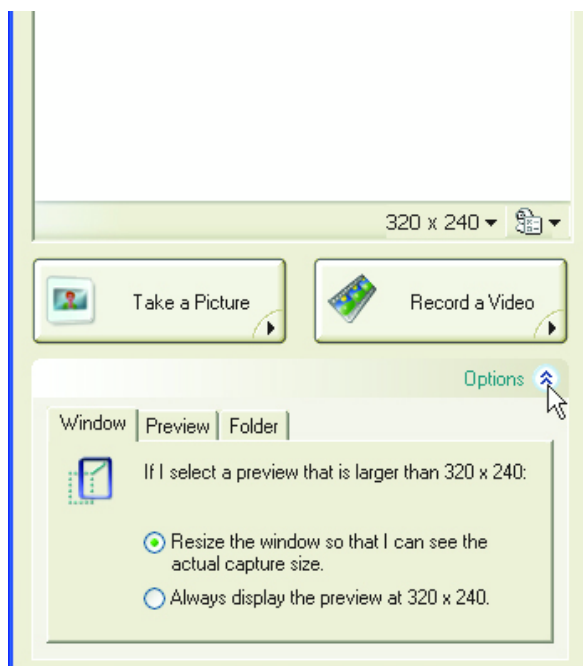 320 x 240
Take a Picture
Record a Video
Options
Window
Preview
Folder
If I select a preview that is larger than 320 x 240:
Resize the window so that I can see the
actual capture size.
Always display the preview at 320 x 240.